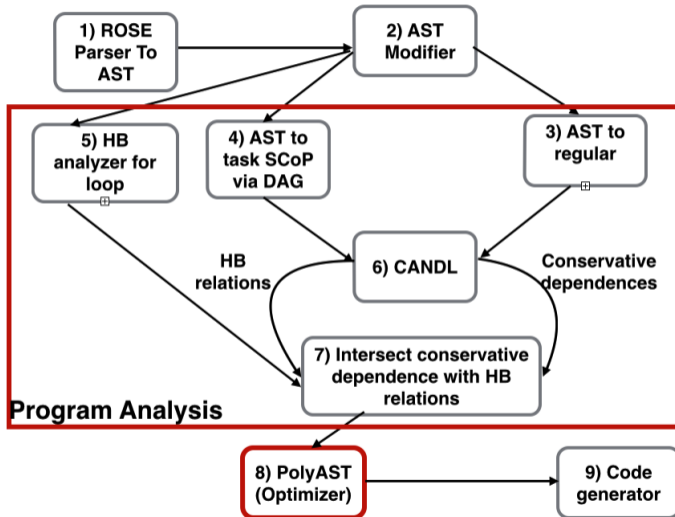 1) ROSE
Parser To
AST
2) AST
Modifier
5) HB
analyzer for
loop
4) AST to
task SCoP
via DAG
3) AST to
regular
HB
relations
6) CANDL
Conservative
dependences
7) Intersect conservative
dependence with HB
relations
Program Analysis
8) PolyAST
(Optimizer)
9) Code
generator